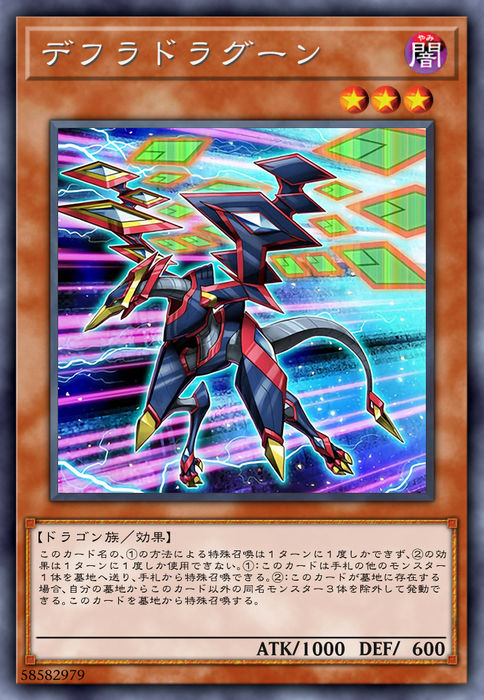 デフラドラグーン
やみ
闇
【ドラゴン族／効果】
このカード名の、①の方法による特殊召喚は１ターンに１度しかできず、②の効
果は１ターンに１度しか使用できない。①：このカードは手札の他のモンスター
１体を墓地へ送り、手札から特殊召喚できる。②：このカードが墓地に存在する
場合、自分の墓地からこのカード以外の同名モンスター３体を除外して発動で
きる。このカードを墓地から特殊召喚する。
ATK/1000 DEF/ 600
58582979